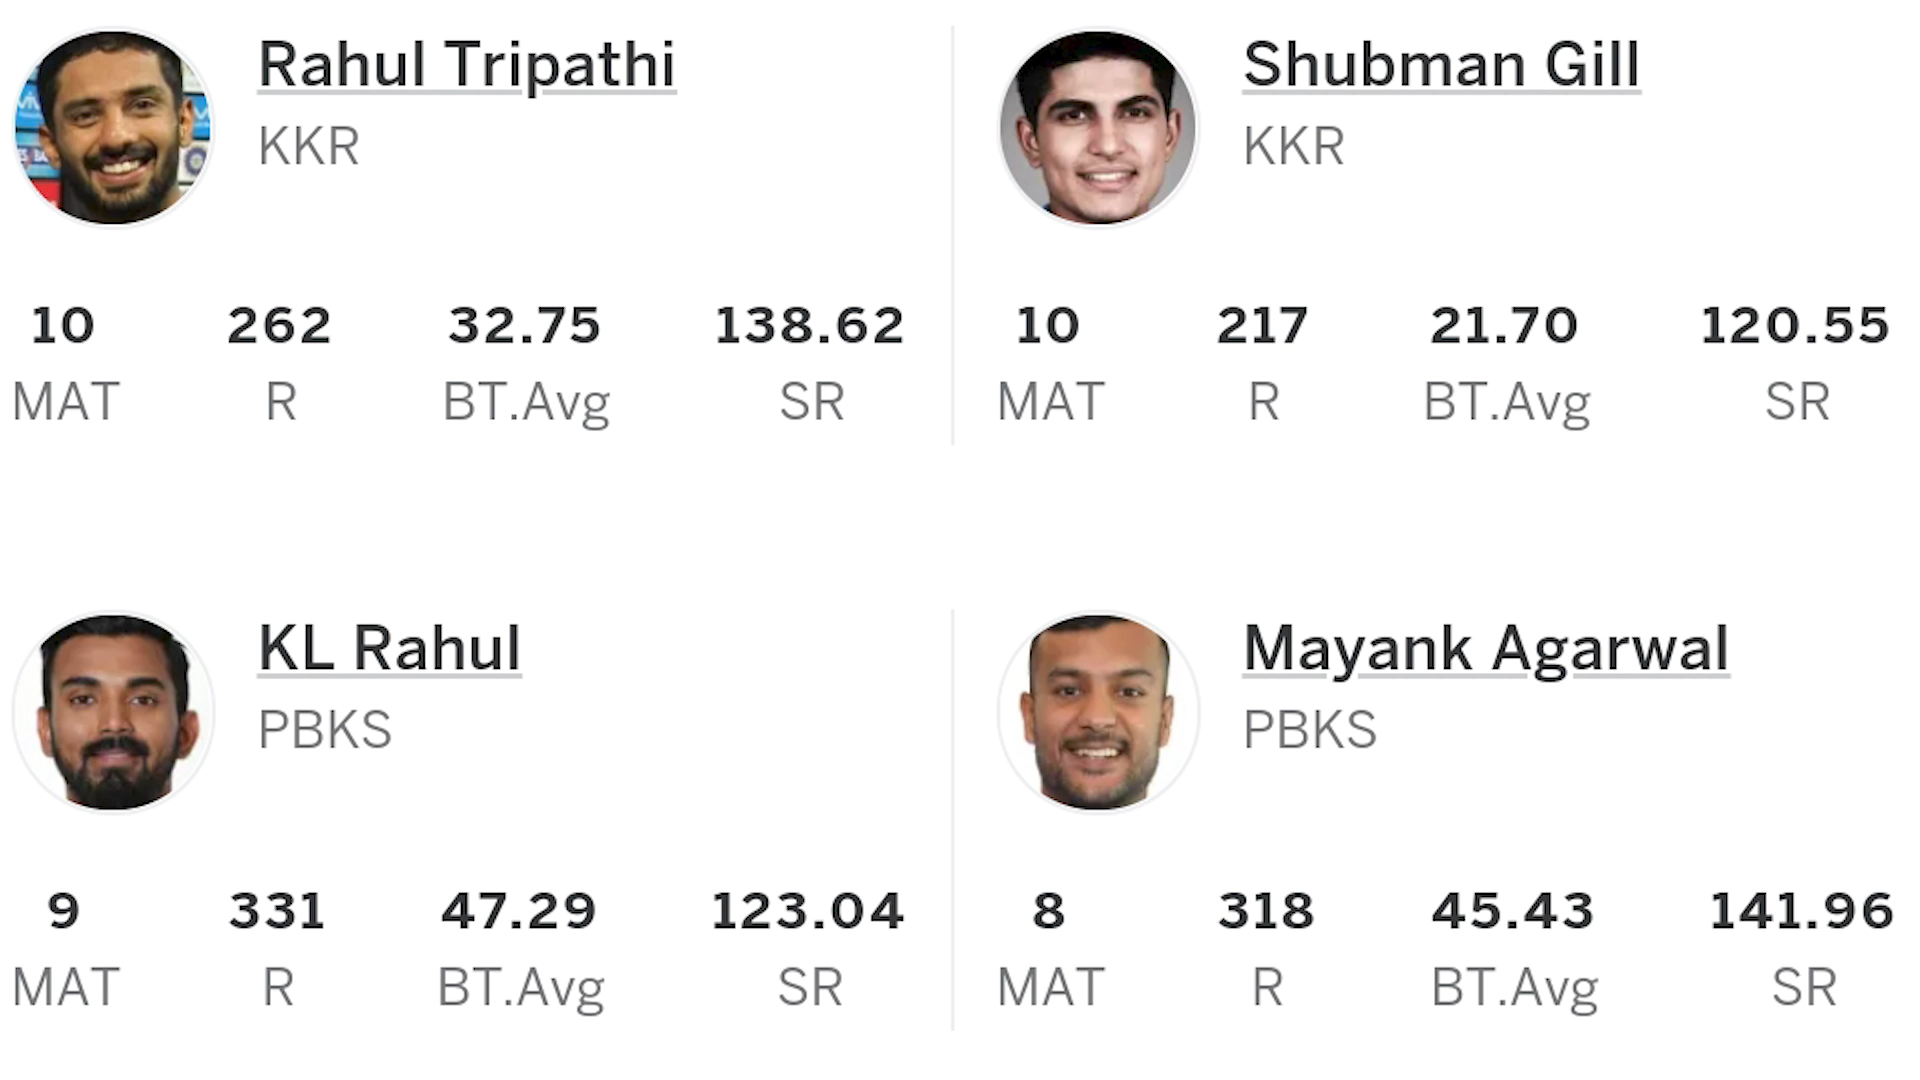 Rahul Tripathi
KKR
10 262 32.75 138.62
MAT R BT.Avg SR
Shubman Gill
KKR
10 217 21.70 120.55
MAT R BT.Avg SR
KL Rahul
PBKS
9 331 47.29 123.04
MAT R BT.Avg SR
Mayank Agarwal
PBKS
8 318 45.43 141.96
MAT R BT.Avg SR